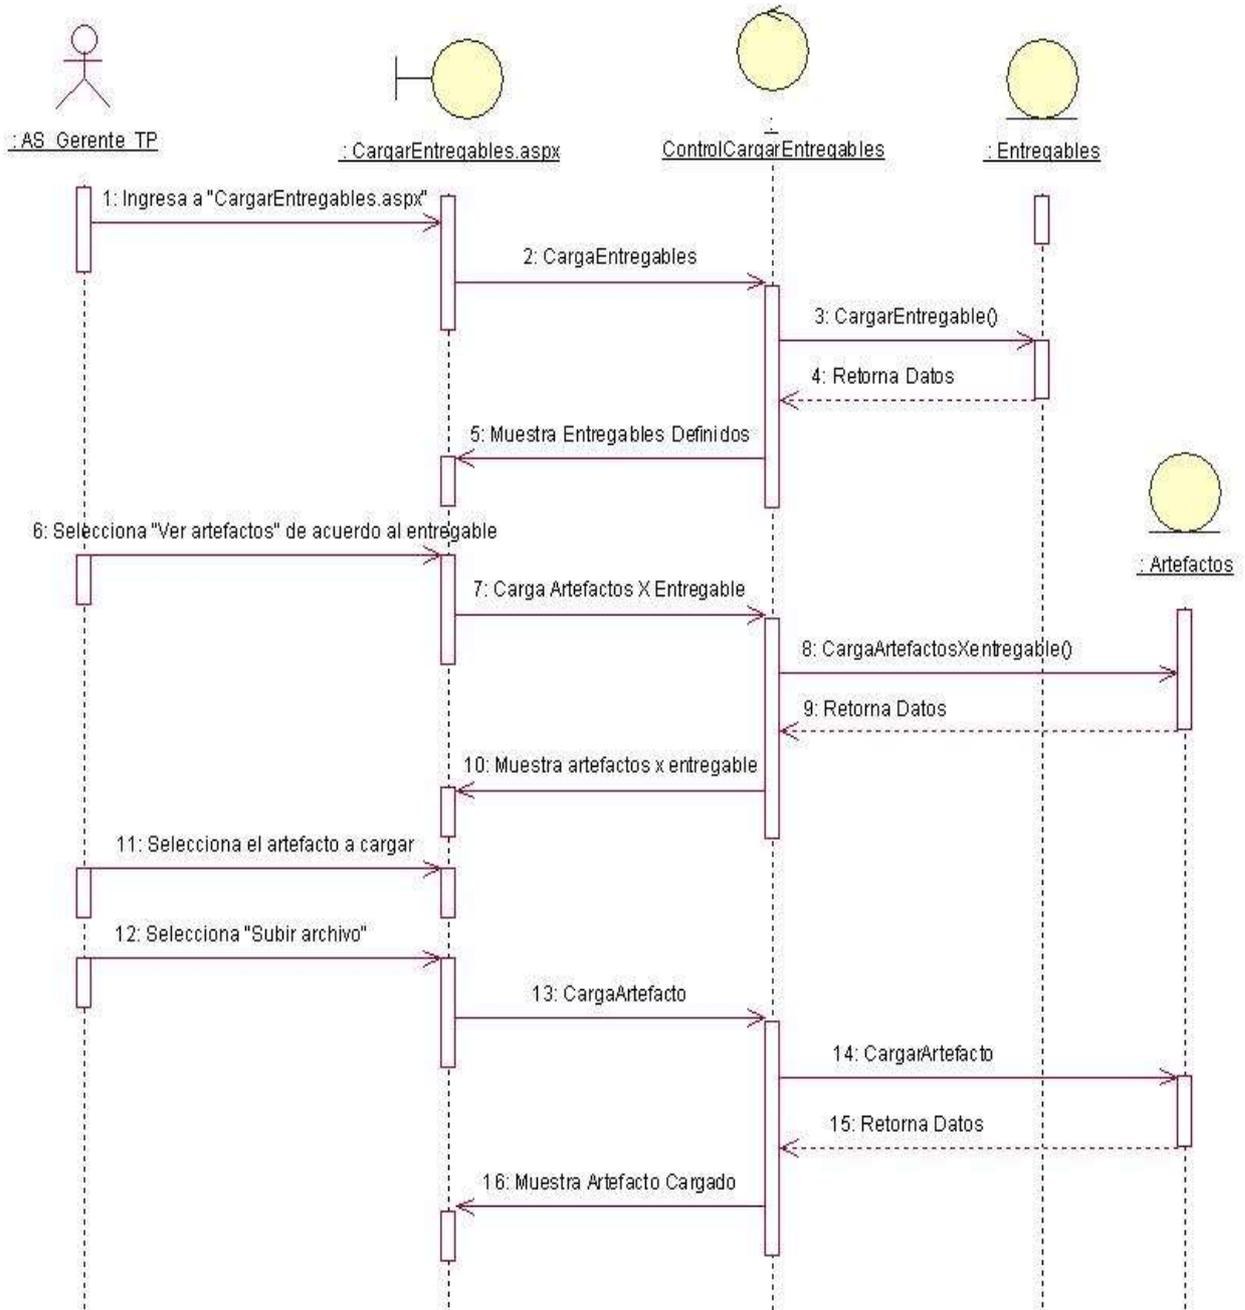 : AS_Gerente_TP
: CargarEntregables.aspx
:
ControlCargarEntregables
: Entregables
1: Ingresa a "CargarEntregables.aspx"
2: CargaEntregables
3: CargarEntregable()
4: Retorna Datos
5: Muestra Entregables Definidos
6: Selecciona "Ver artefactos" de acuerdo al entregable
: Artefactos
7: Carga Artefactos X Entregable
8: CargaArtefactosXentregable()
9: Retorna Datos
10: Muestra artefactos x entregable
11: Selecciona el artefacto a cargar
12: Selecciona "Subir archivo"
13: CargaArtefacto
14: CargarArtefacto
15: Retorna Datos
16: Muestra Artefacto Cargado